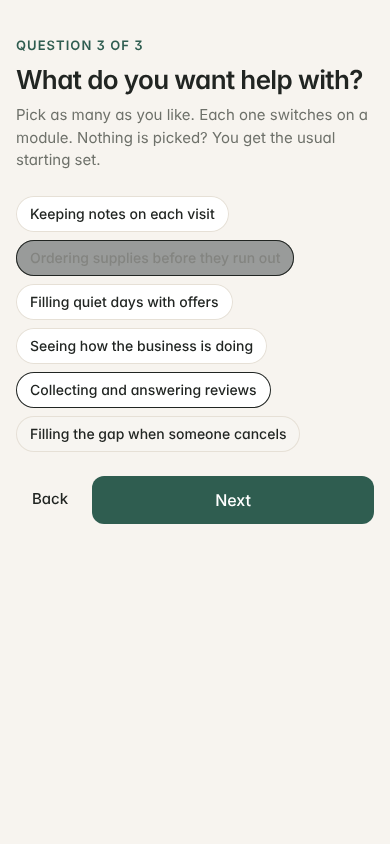 QUESTION 3 OF 3
What do you want help with?
Pick as many as you like. Each one switches on a
module. Nothing is picked? You get the usual
starting set.
Keeping notes on each visit
Ordering supplies before they run out
Filling quiet days with offers
Seeing how the business is doing
Collecting and answering reviews
Filling the gap when someone cancels
Back
Next